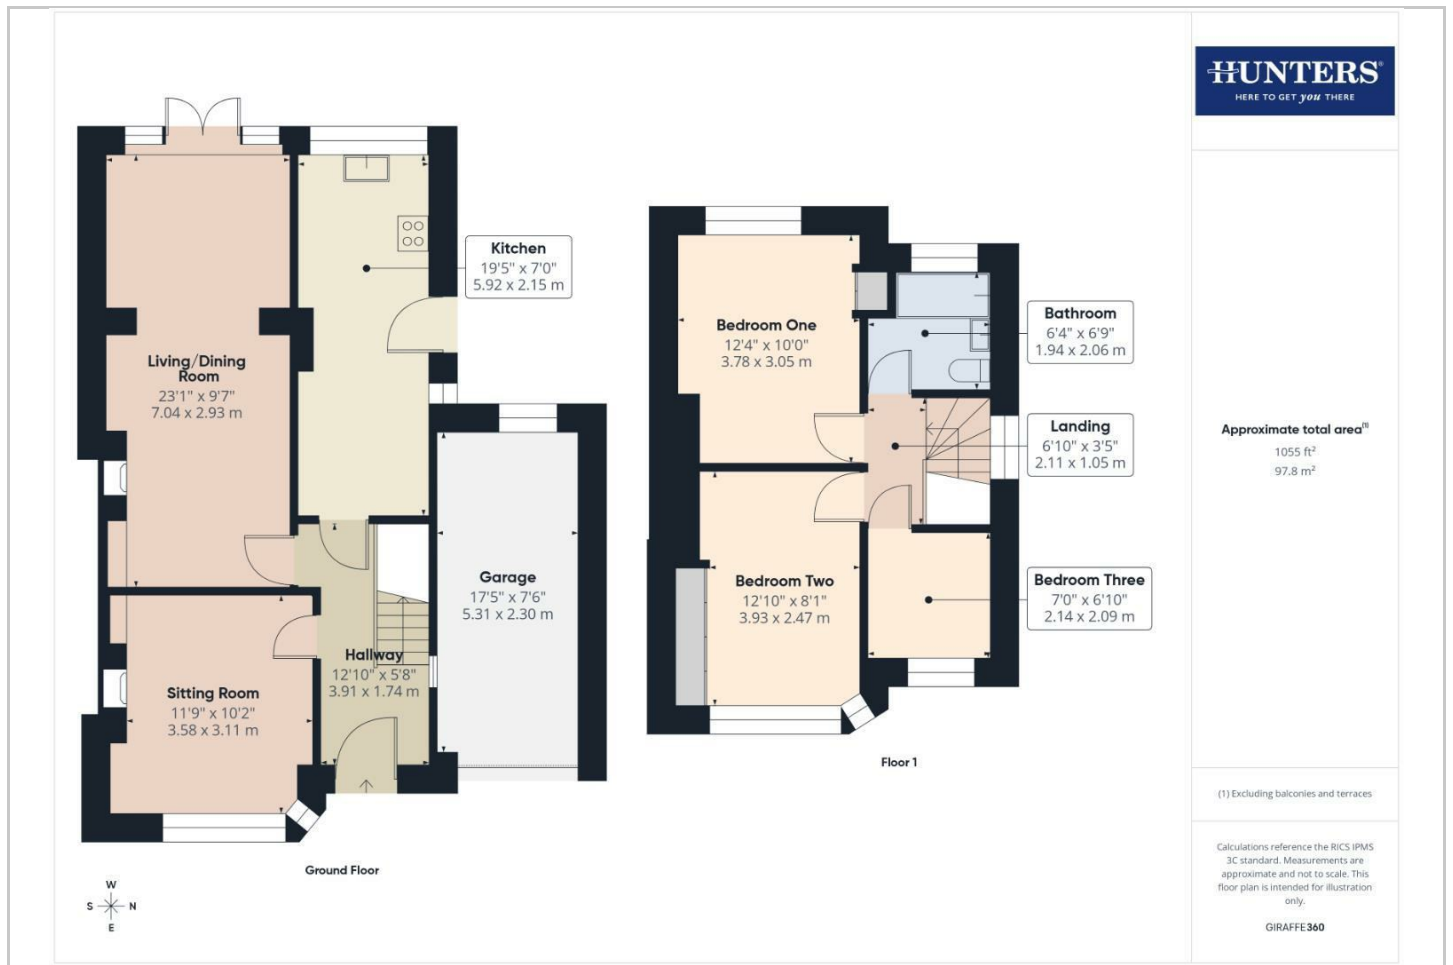 HUNTERS®
HERE TO GET you THERE
Kitchen
19'5" x 7'0"
5.92 x 2.15 m
Living/Dining
Room
23'1" x 9'7"
7.04 x 2.93 m
Garage
17'5" x 7'6"
5.31 x 2.30 m
Hallway
12'10" x 5'8"
3.91 x 1.74 m
Sitting Room
11'9" x 10'2"
3.58 x 3.11 m
Ground Floor
W
S N
E
Bedroom One
12'4" x 10'0"
3.78 x 3.05 m
Bathroom
6'4" x 6'9"
1.94 x 2.06 m
Landing
6'10" x 3'5"
2.11 x 1.05 m
Bedroom Two
12'10" x 8'1"
3.93 x 2.47 m
Bedroom Three
7'0" x 6'10"
2.14 x 2.09 m
Floor 1
Approximate total area(1)
1055 ft²
97.8 m²
(1) Excluding balconies and terraces
Calculations reference the RICS IPMS
3C standard. Measurements are
approximate and not to scale. This
floor plan is intended for illustration
only.
GIRAFFE360